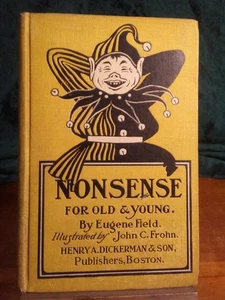 NONSENSE
FOR OLD & YOUNG.
By Eugene Field.
Illustrated by John C. Frohn.
HENRY A. DICKERMAN & SON,
Publishers, BOSTON.